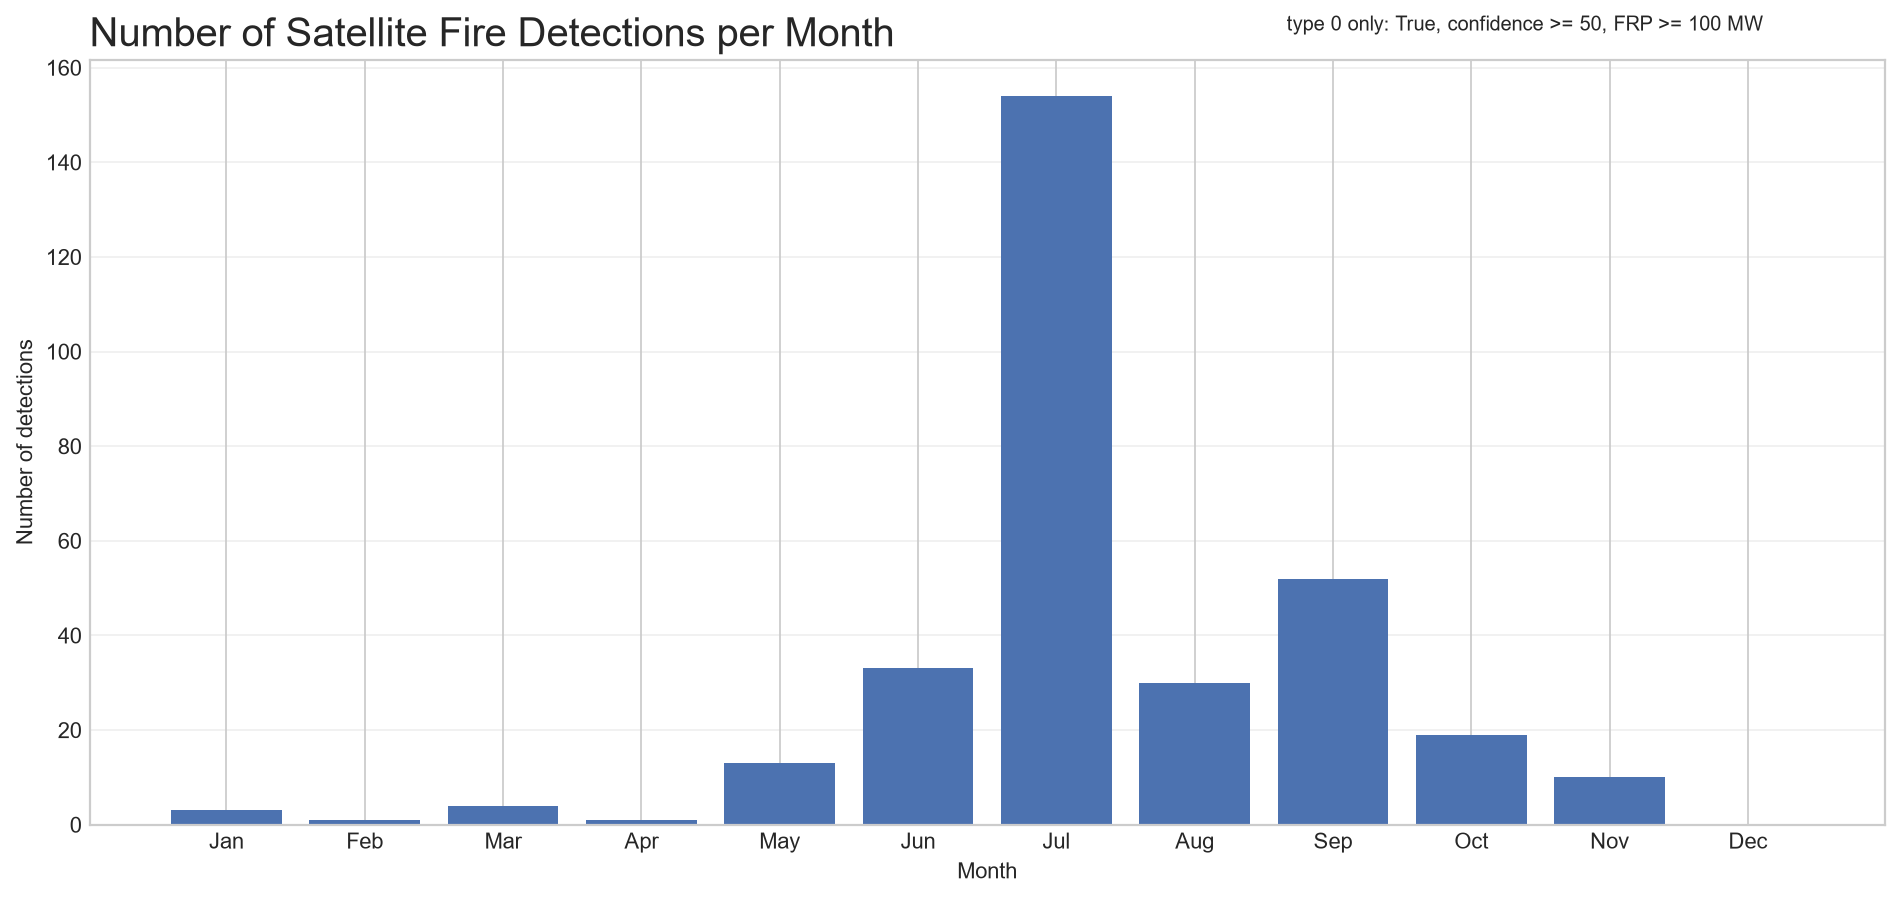 Number of Satellite Fire Detections per Month
type 0 only: True, confidence >= 50, FRP >= 100 MW
Number of detections
160
140
120
100
80
60
40
20
0
Jan Feb Mar Apr May Jun Jul Aug Sep Oct Nov Dec
Month